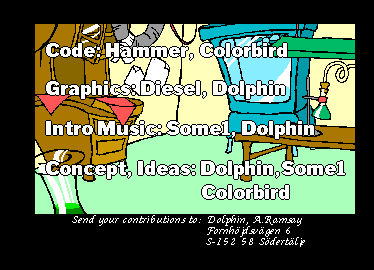 Code: Hammer, Colorbird
Graphics: Diesel, Dolphin
Intro Music: Some1, Dolphin
Concept, Ideas: Dolphin, Some1
Colorbird
Send your contributions to: Dolphin, A.Ramsay
Fornhöjdsvägen 6
S-152 58 Södertälje